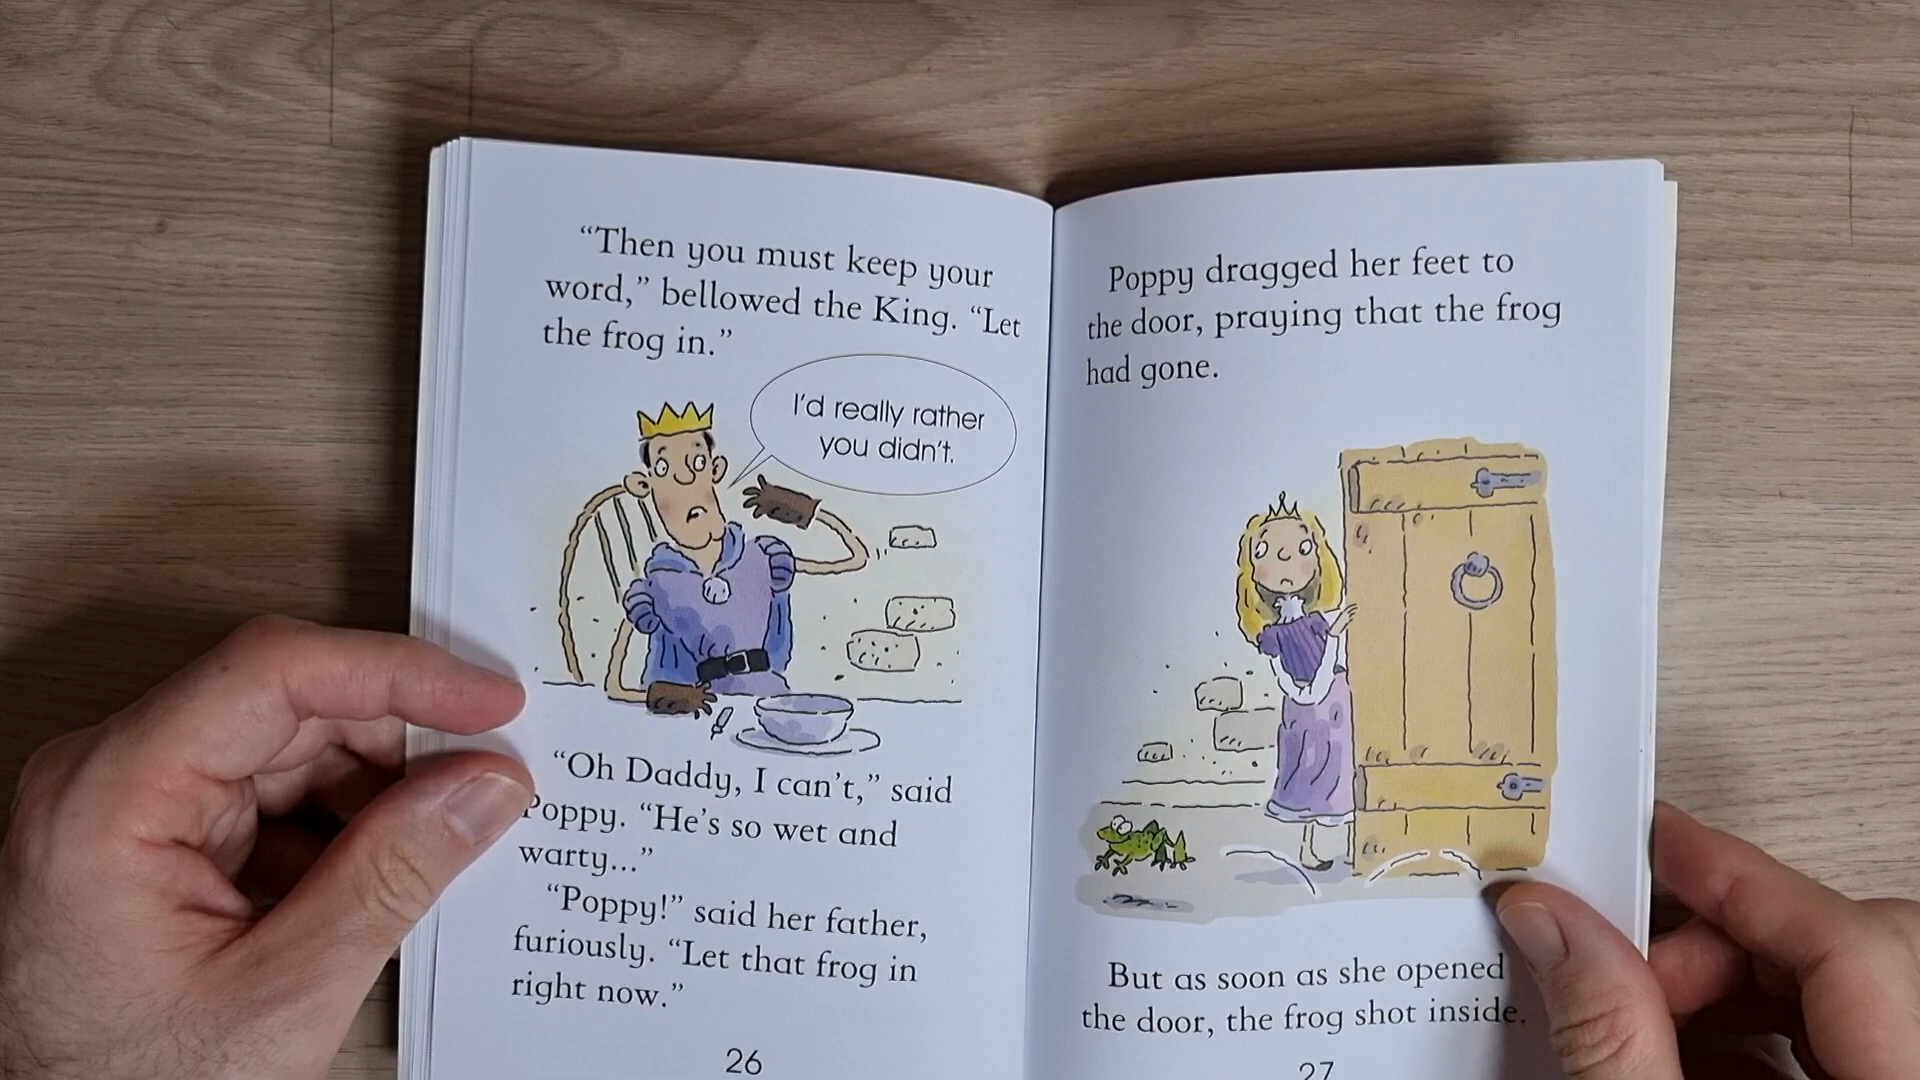 “Then you must keep your
word,” bellowed the King. “Let
the frog in.”
I’d really rather
you didn’t.
“Oh Daddy, I can’t,” said
Poppy. “He’s so wet and
warty...”
“Poppy!” said her father,
furiously. “Let that frog in
right now.”
26
Poppy dragged her feet to
the door, praying that the frog
had gone.
But as soon as she opened
the door, the frog shot inside.
27